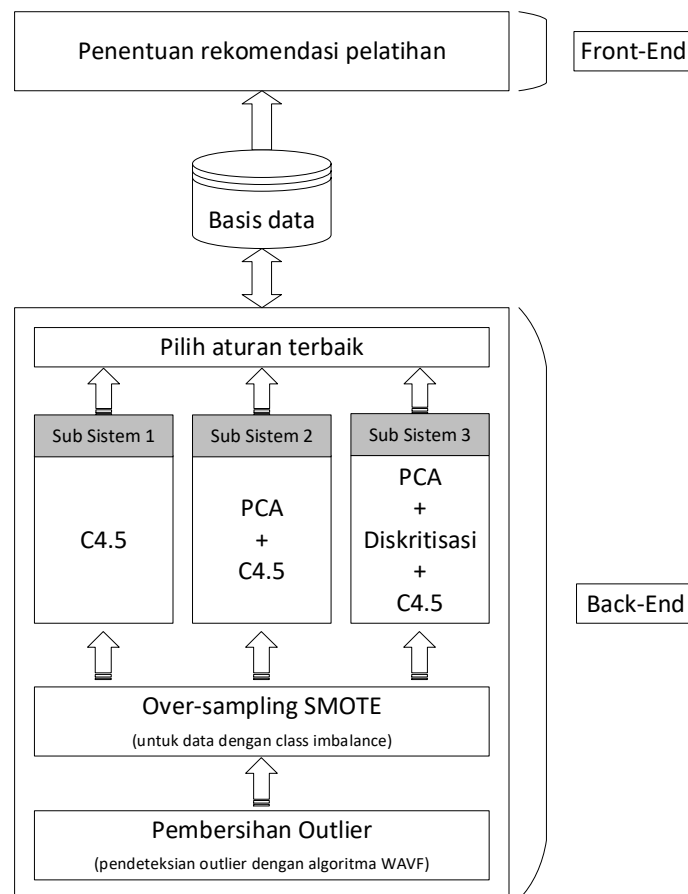 Penentuan rekomendasi pelatihan
Front-End
Basis data
Pilih aturan terbaik
Sub Sistem 1
C4.5
Sub Sistem 2
PCA
+
C4.5
Sub Sistem 3
PCA
+
Diskritisasi
+
C4.5
Back-End
Over-sampling SMOTE
(untuk data dengan class imbalance)
Pembersihan Outlier
(pendeteksian outlier dengan algoritma WAVF)